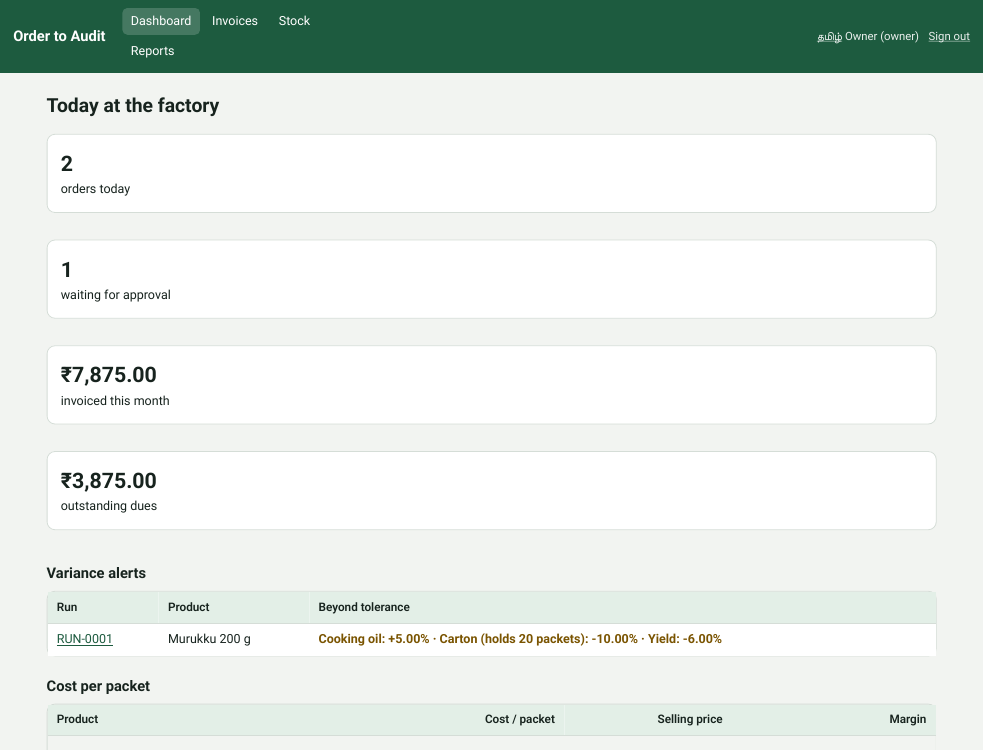 Order to Audit
Dashboard Invoices Stock
Reports
தமிழ் Owner (owner) Sign out
Today at the factory
2
orders today
1
waiting for approval
₹7,875.00
invoiced this month
₹3,875.00
outstanding dues
Variance alerts
Run Product Beyond tolerance
RUN-0001 Murukku 200 g Cooking oil: +5.00% · Carton (holds 20 packets): -10.00% · Yield: -6.00%
Cost per packet
Product Cost / packet Selling price Margin